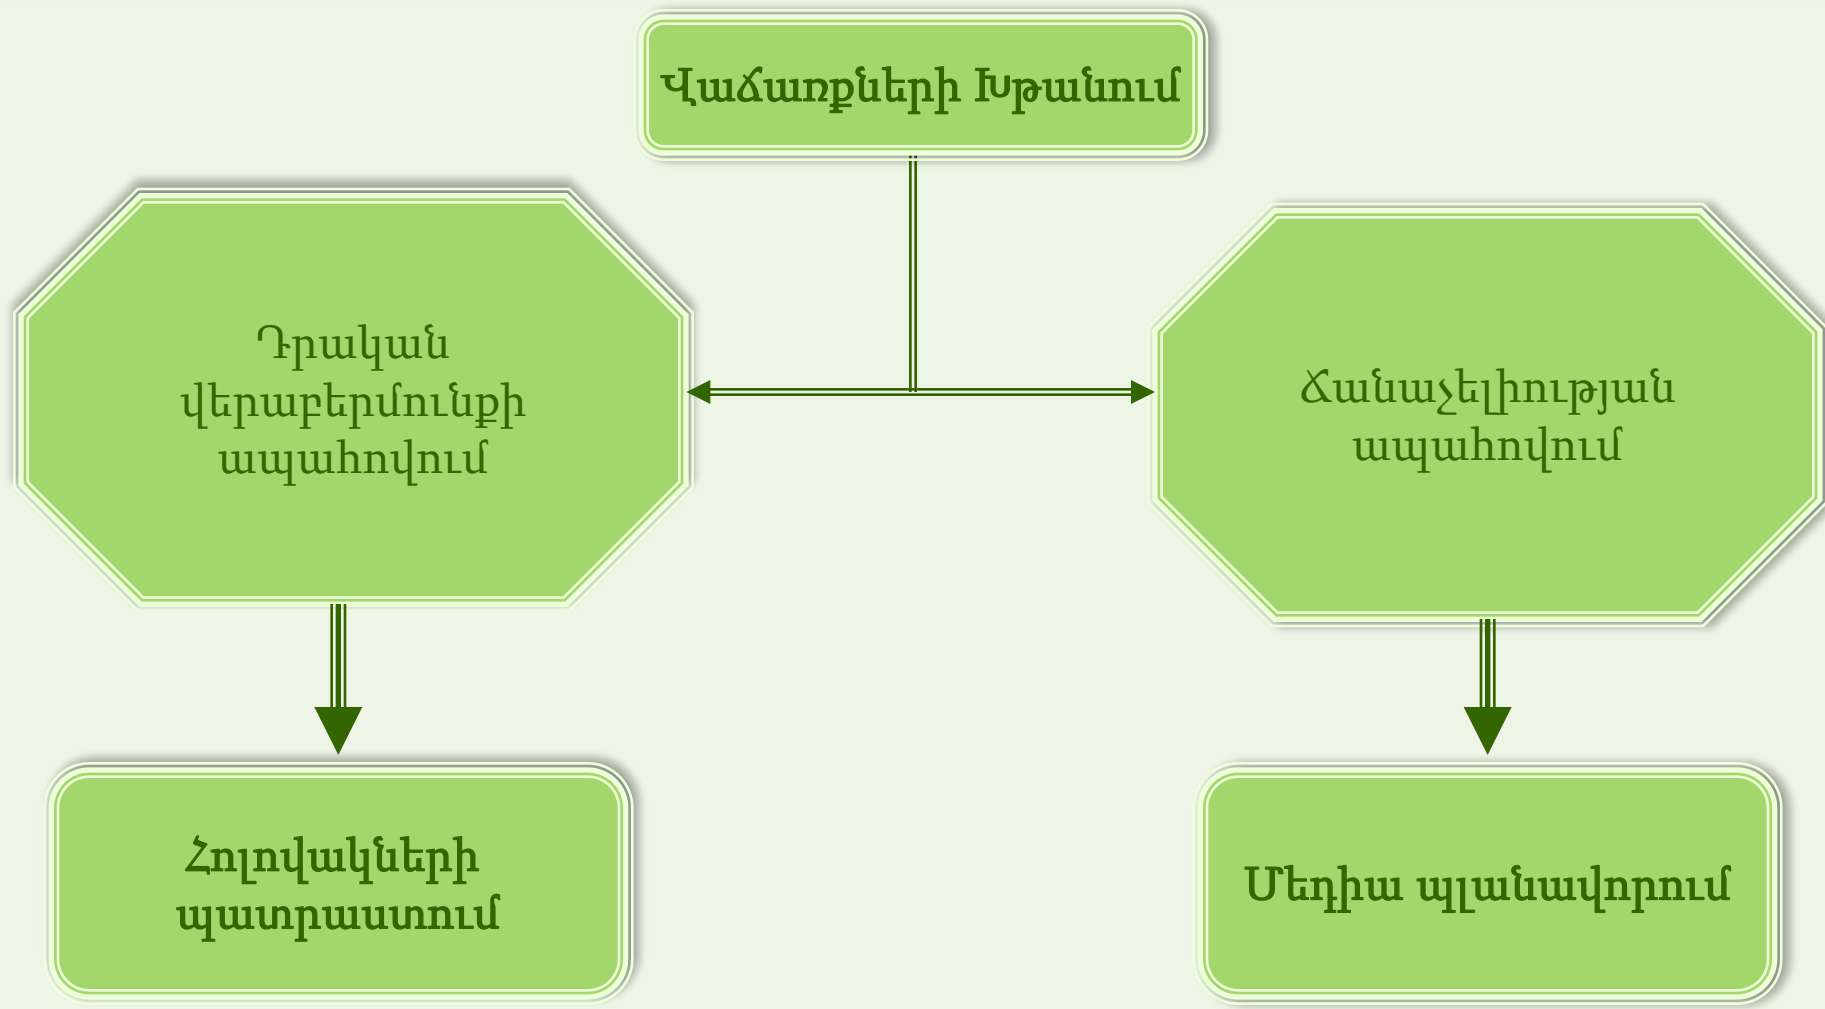 Վաճառքների Խթանում
Դրական
վերաբերմունքի
ապահովում
Ճանաչելիության
ապահովում
Հոլովակների
պատրաստում
Մեդիա պլանավորում